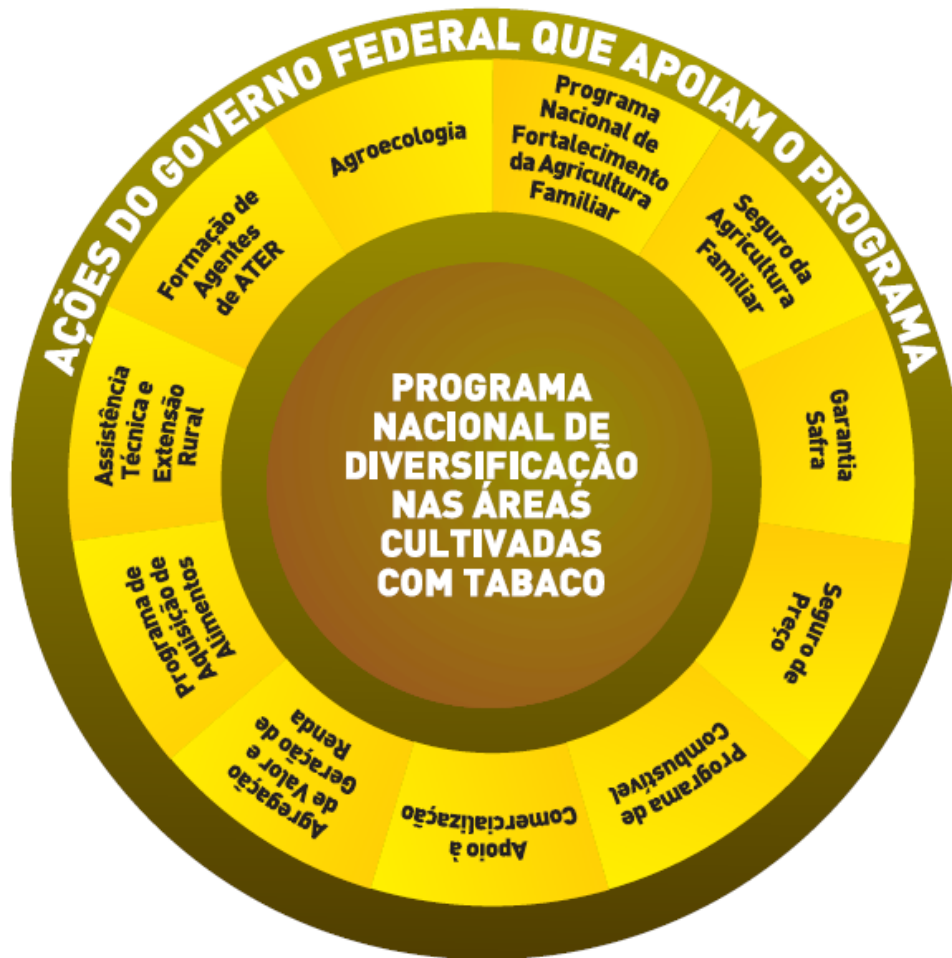 AÇÕES DO GOVERNO FEDERAL QUE APOIAM O PROGRAMA
Programa
Nacional de
Fortalecimento
da Agricultura
Familiar
Seguro da
Agricultura
Familiar
Garantia
Safra
Seguro de
Preço
Programa de
Combustível
Apoio à
Comercialização
Agregação
de Valor e
Geração de
Renda
Programa de
Aquisição de
Alimentos
Assistência
Técnica e
Extensão
Rural
Formação de
Agentes
de ATER
Agroecologia
PROGRAMA
NACIONAL DE
DIVERSIFICAÇÃO
NAS ÁREAS
CULTIVADAS
COM TABACO